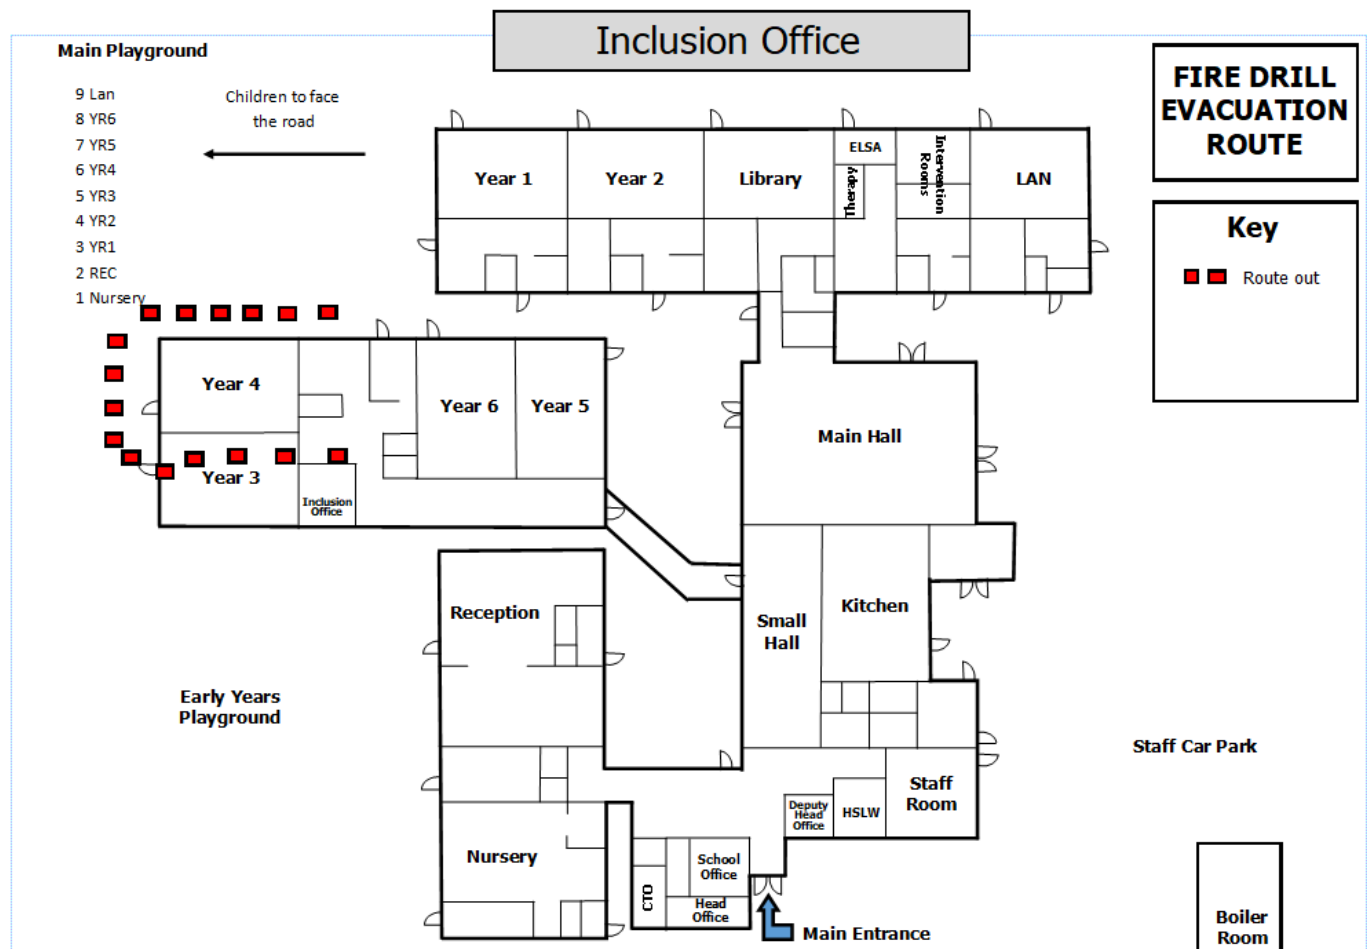 Inclusion Office
Main Playground
9 Lan
8 YR6
7 YR5
6 YR4
5 YR3
4 YR2
3 YR1
2 REC
1 Nursery
Children to face
the road
FIRE DRILL
EVACUATION
ROUTE
Key
Route out
Year 1
Year 2
Library
ELSA
Therapy
Intervention
Rooms
LAN
Year 4
Year 6
Year 5
Main Hall
Year 3
Inclusion
Office
Reception
Small
Hall
Kitchen
Early Years
Playground
Staff Car Park
Staff
Room
Deputy
Head
Office
HSLW
Nursery
School
Office
CTO
Head
Office
Main Entrance
Boiler
Room